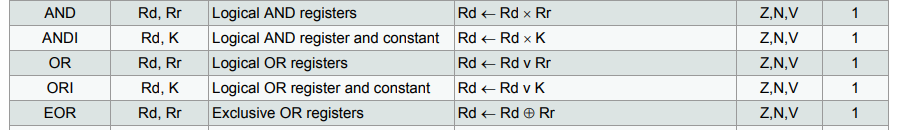 AND Rd, Rr Logical AND registers Rd ← Rd × Rr Z,N,V 1
ANDI Rd, K Logical AND register and constant Rd ← Rd × K Z,N,V 1
OR Rd, Rr Logical OR registers Rd ← Rd v Rr Z,N,V 1
ORI Rd, K Logical OR register and constant Rd ← Rd v K Z,N,V 1
EOR Rd, Rr Exclusive OR registers Rd ← Rd ⊕ Rr Z,N,V 1